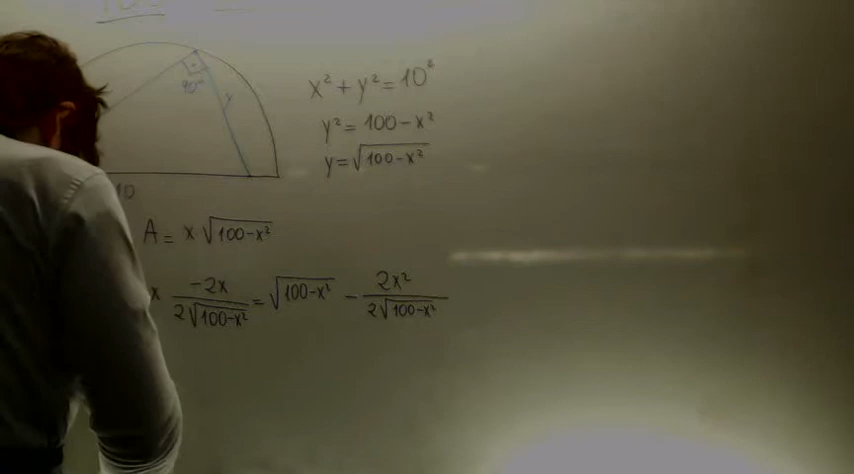 90°
y
10
x² + y² = 10²
y² = 100 - x²
y = √(100 - x²)
A = x √(100 - x²)
x (-2x)/(2√(100 - x²)) = √(100 - x²) - (2x²)/(2√(100 - x²))